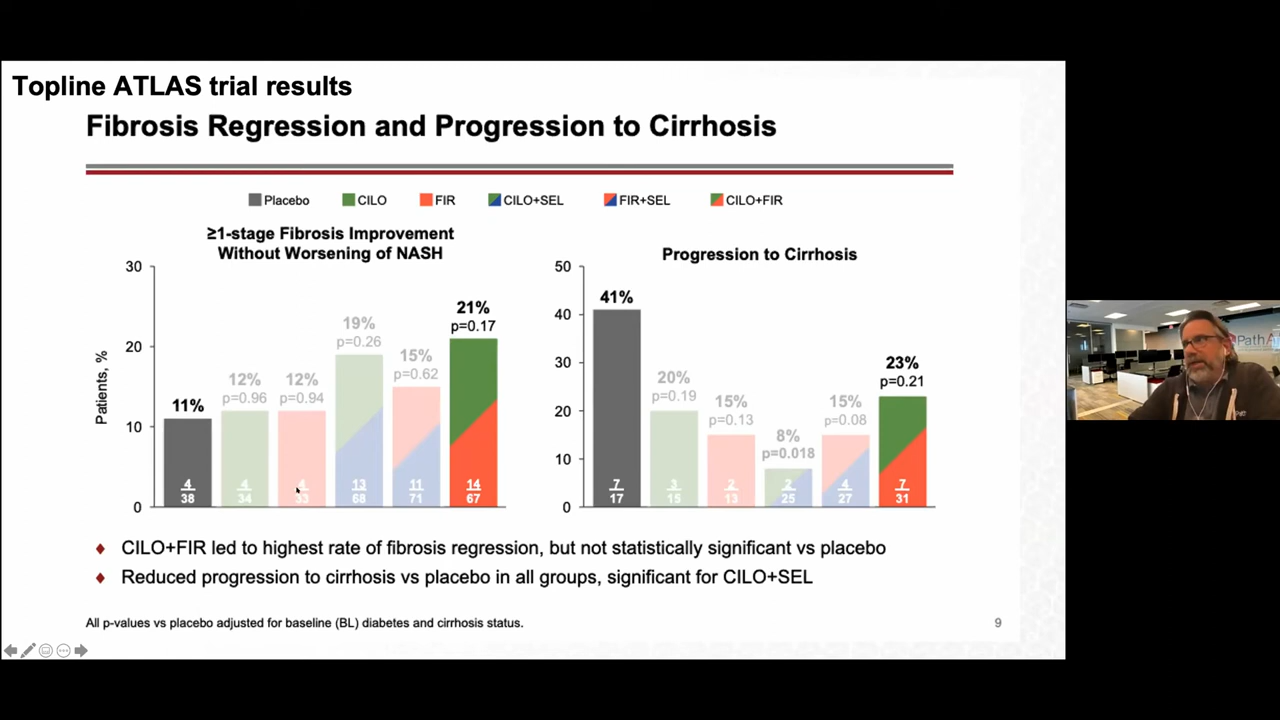 Topline ATLAS trial results
Fibrosis Regression and Progression to Cirrhosis
Placebo CILO FIR CILO+SEL FIR+SEL CILO+FIR
≥1-stage Fibrosis Improvement
Without Worsening of NASH
Patients, %
30
20
10
0
11%
4
38
12%
p=0.96
4
34
12%
p=0.94
4
33
19%
p=0.26
13
68
15%
p=0.62
11
71
21%
p=0.17
14
67
Progression to Cirrhosis
50
40
30
20
10
0
41%
7
17
20%
p=0.19
3
15
15%
p=0.13
2
13
8%
p=0.018
2
25
15%
p=0.08
4
27
23%
p=0.21
7
31
♦ CILO+FIR led to highest rate of fibrosis regression, but not statistically significant vs placebo
♦ Reduced progression to cirrhosis vs placebo in all groups, significant for CILO+SEL
All p-values vs placebo adjusted for baseline (BL) diabetes and cirrhosis status.
9
PathA